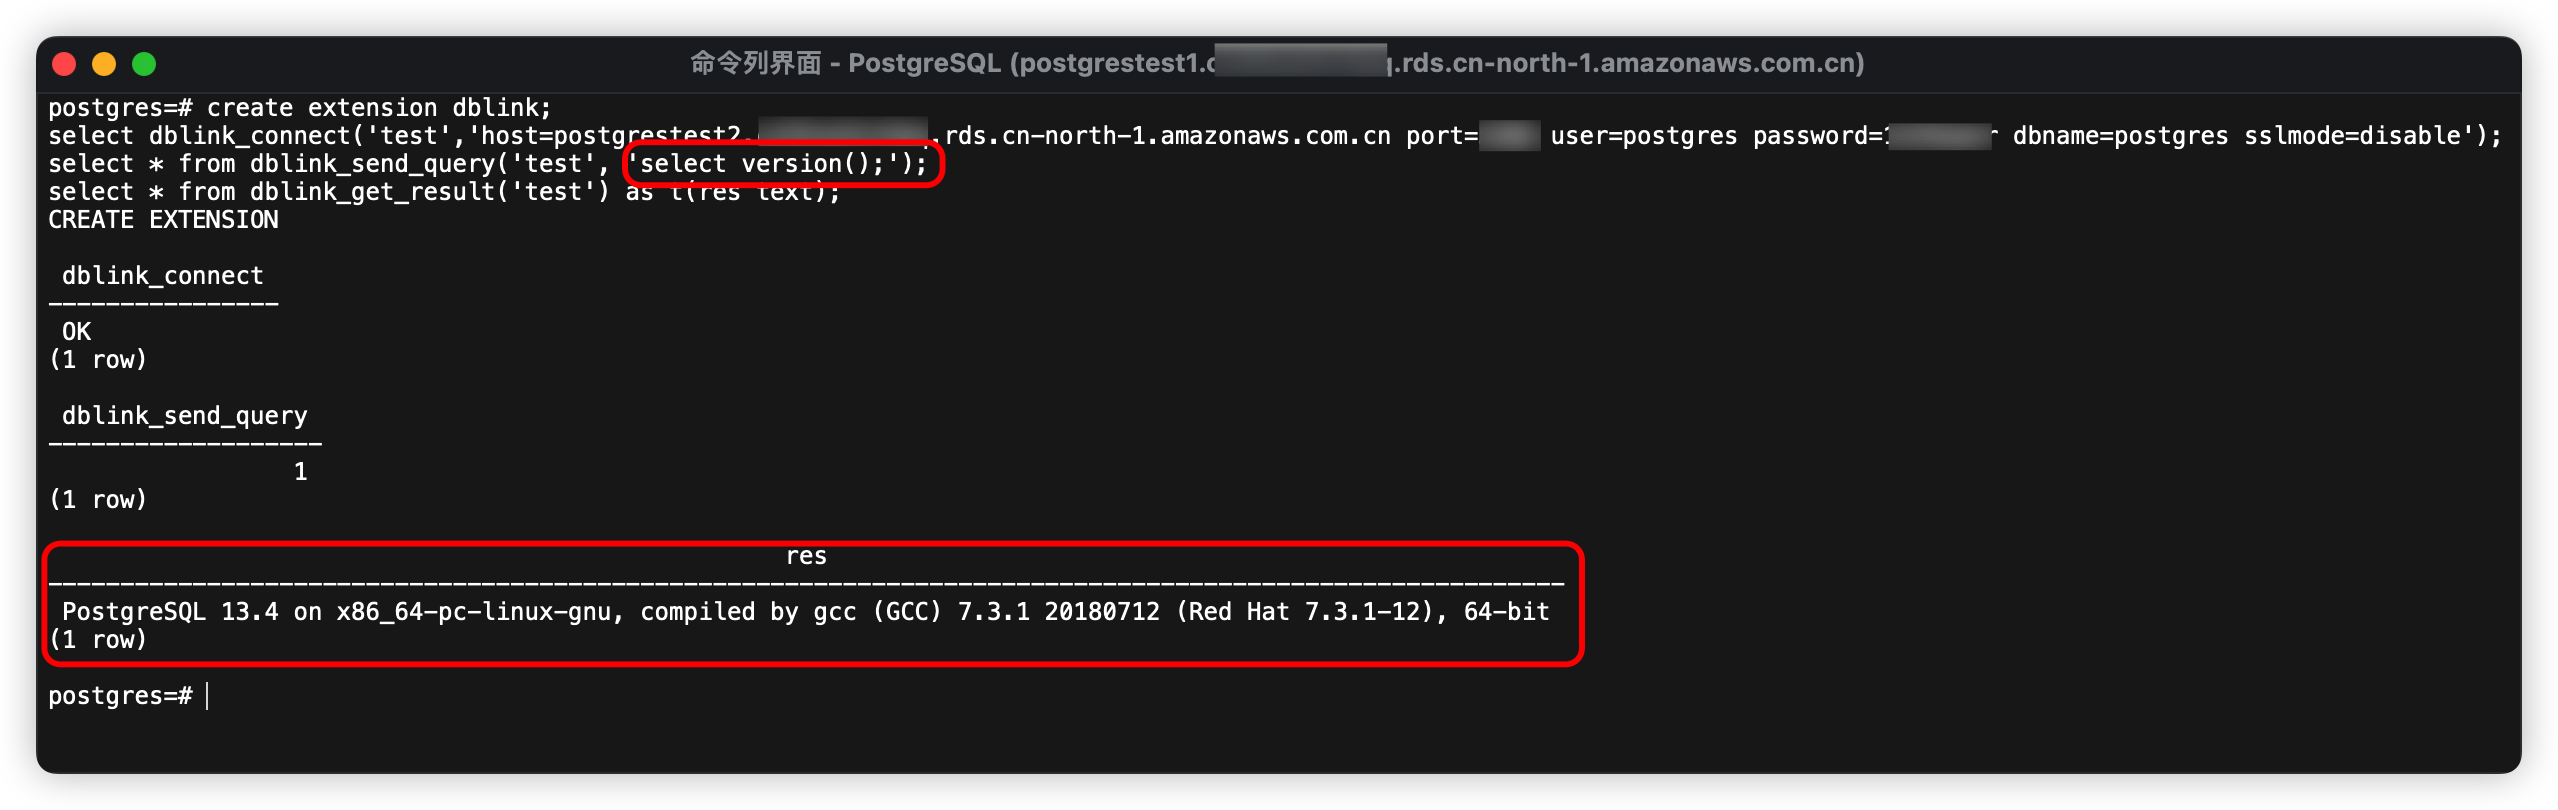 命令列界面 - PostgreSQL (postgrestest1. .rds.cn-north-1.amazonaws.com.cn)
postgres=# create extension dblink;
select dblink_connect('test','host=postgrestest2. .rds.cn-north-1.amazonaws.com.cn port= user=postgres password= dbname=postgres sslmode=disable');
select * from dblink_send_query('test', 'select version();');
select * from dblink_get_result('test') as t(res text);
CREATE EXTENSION
dblink_connect
----------------
OK
(1 row)
dblink_send_query
-------------------
1
(1 row)
res
---------------------------------------------------------------------------------------------------------
PostgreSQL 13.4 on x86_64-pc-linux-gnu, compiled by gcc (GCC) 7.3.1 20180712 (Red Hat 7.3.1-12), 64-bit
(1 row)
postgres=#